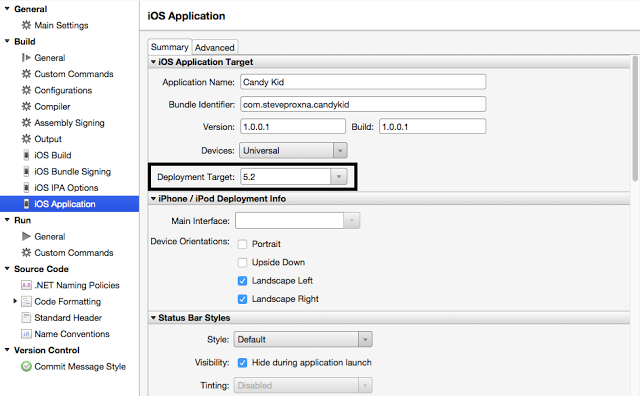 General
Main Settings
Build
General
Custom Commands
Configurations
Compiler
Assembly Signing
Output
iOS Build
iOS Bundle Signing
iOS IPA Options
iOS Application
Run
General
Custom Commands
Source Code
.NET Naming Policies
Code Formatting
Standard Header
Name Conventions
Version Control
Commit Message Style
iOS Application
Summary Advanced
iOS Application Target
Application Name: Candy Kid
Bundle Identifier: com.steveproxna.candykid
Version: 1.0.0.1 Build: 1.0.0.1
Devices: Universal
Deployment Target: 5.2
iPhone / iPod Deployment Info
Main Interface:
Device Orientations: Portrait
Upside Down
Landscape Left
Landscape Right
Status Bar Styles
Style: Default
Visibility: Hide during application launch
Tinting: Disabled